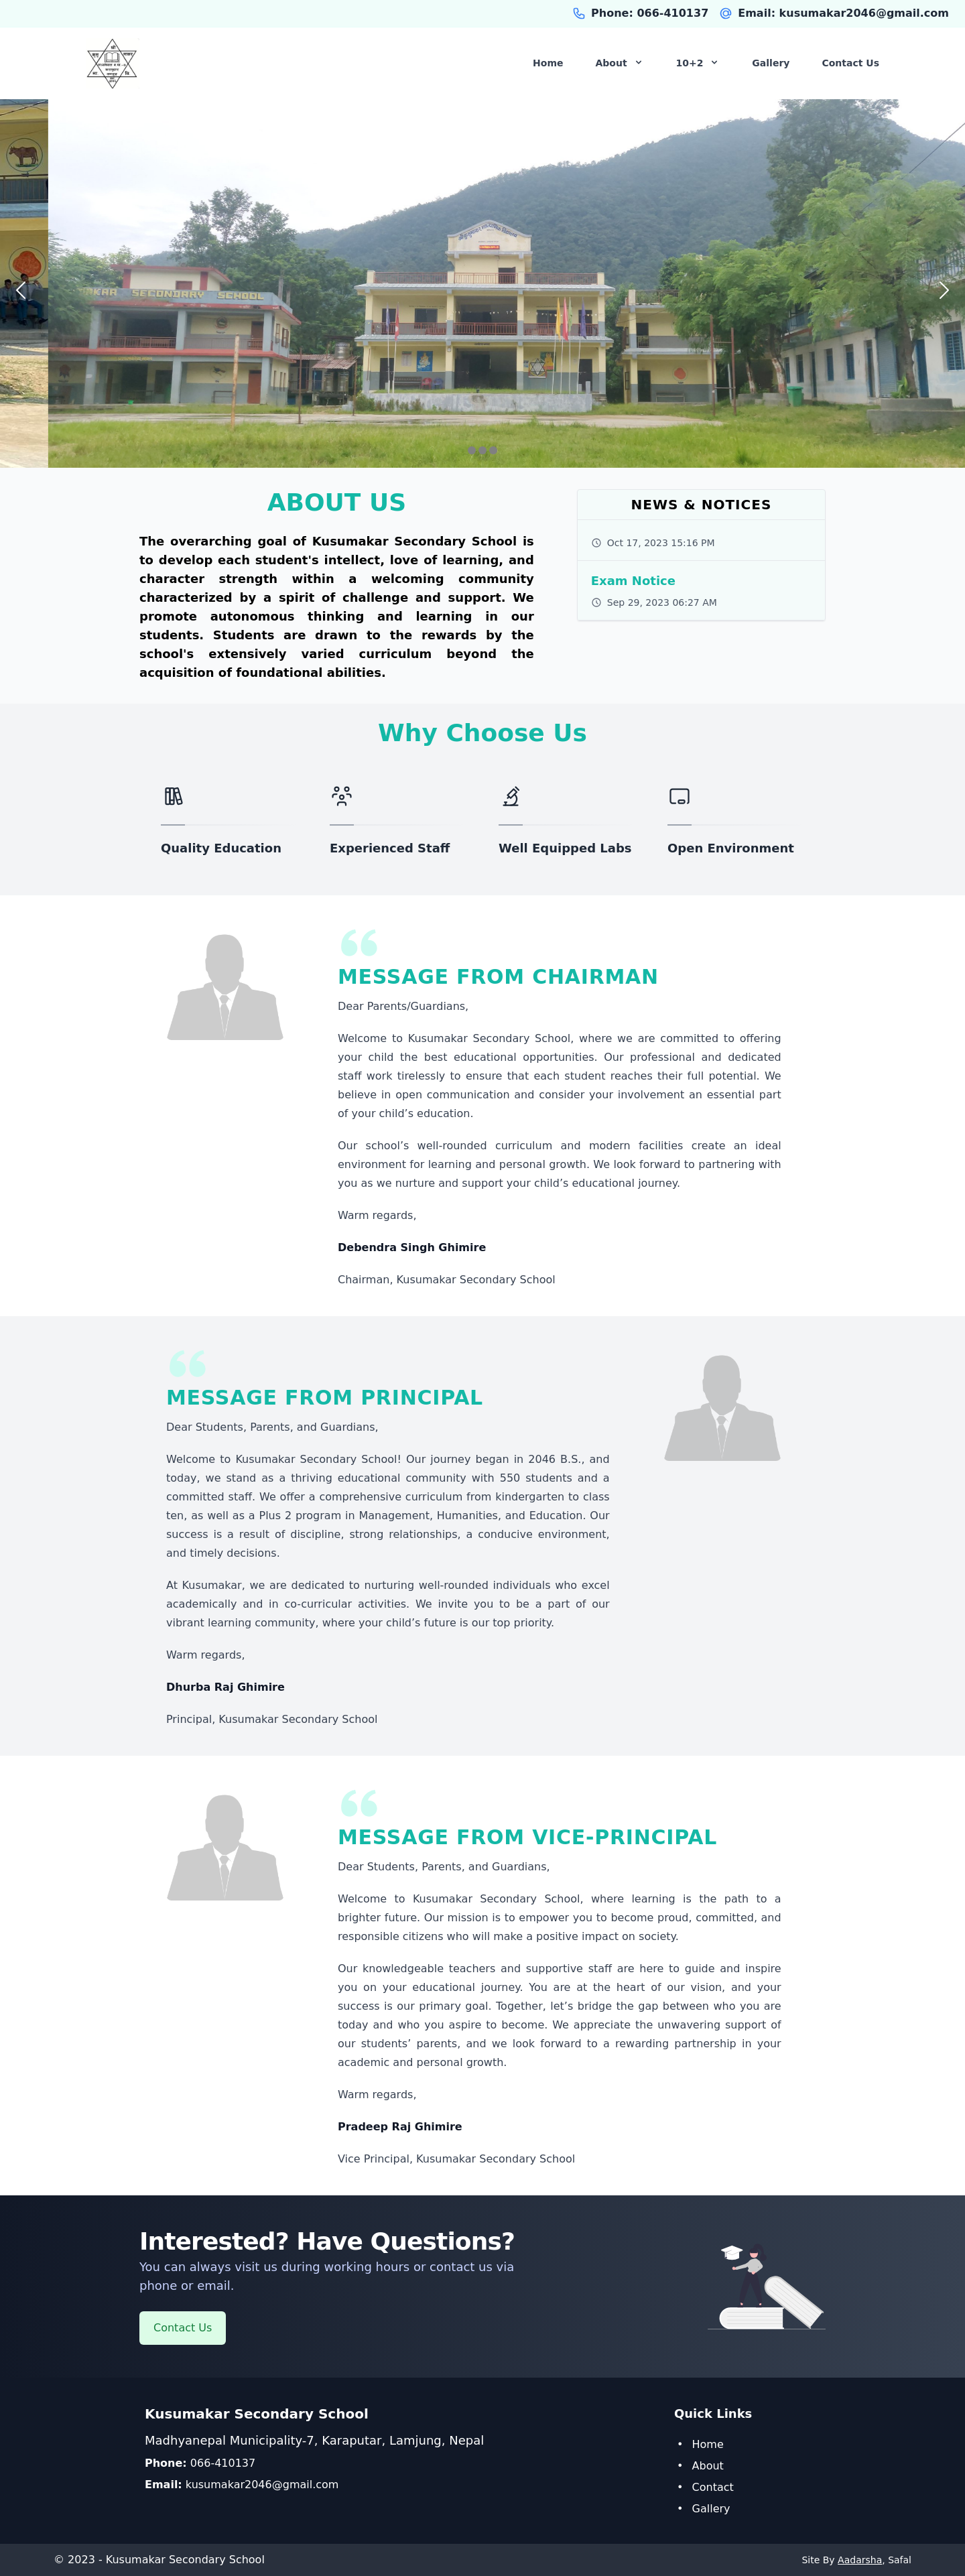 Phone: 066-410137 Email: kusumakar2046@gmail.com
Home About 10+2 Gallery Contact Us
KAR SECONDARY SCHOOL
ABOUT US
The overarching goal of Kusumakar Secondary School is
to develop each student's intellect, love of learning, and
character strength within a welcoming community
characterized by a spirit of challenge and support. We
promote autonomous thinking and learning in our
students. Students are drawn to the rewards by the
school's extensively varied curriculum beyond the
acquisition of foundational abilities.
NEWS & NOTICES
Oct 17, 2023 15:16 PM
Exam Notice
Sep 29, 2023 06:27 AM
Why Choose Us
Quality Education
Experienced Staff
Well Equipped Labs
Open Environment
MESSAGE FROM CHAIRMAN
Dear Parents/Guardians,
Welcome to Kusumakar Secondary School, where we are committed to offering
your child the best educational opportunities. Our professional and dedicated
staff work tirelessly to ensure that each student reaches their full potential. We
believe in open communication and consider your involvement an essential part
of your child’s education.
Our school’s well-rounded curriculum and modern facilities create an ideal
environment for learning and personal growth. We look forward to partnering with
you as we nurture and support your child’s educational journey.
Warm regards,
Debendra Singh Ghimire
Chairman, Kusumakar Secondary School
MESSAGE FROM PRINCIPAL
Dear Students, Parents, and Guardians,
Welcome to Kusumakar Secondary School! Our journey began in 2046 B.S., and
today, we stand as a thriving educational community with 550 students and a
committed staff. We offer a comprehensive curriculum from kindergarten to class
ten, as well as a Plus 2 program in Management, Humanities, and Education. Our
success is a result of discipline, strong relationships, a conducive environment,
and timely decisions.
At Kusumakar, we are dedicated to nurturing well-rounded individuals who excel
academically and in co-curricular activities. We invite you to be a part of our
vibrant learning community, where your child’s future is our top priority.
Warm regards,
Dhurba Raj Ghimire
Principal, Kusumakar Secondary School
MESSAGE FROM VICE-PRINCIPAL
Dear Students, Parents, and Guardians,
Welcome to Kusumakar Secondary School, where learning is the path to a
brighter future. Our mission is to empower you to become proud, committed, and
responsible citizens who will make a positive impact on society.
Our knowledgeable teachers and supportive staff are here to guide and inspire
you on your educational journey. You are at the heart of our vision, and your
success is our primary goal. Together, let’s bridge the gap between who you are
today and who you aspire to become. We appreciate the unwavering support of
our students’ parents, and we look forward to a rewarding partnership in your
academic and personal growth.
Warm regards,
Pradeep Raj Ghimire
Vice Principal, Kusumakar Secondary School
Interested? Have Questions?
You can always visit us during working hours or contact us via
phone or email.
Contact Us
Kusumakar Secondary School
Madhyanepal Municipality-7, Karaputar, Lamjung, Nepal
Phone: 066-410137
Email: kusumakar2046@gmail.com
Quick Links
• Home
• About
• Contact
• Gallery
© 2023 - Kusumakar Secondary School
Site By Aadarsha, Safal